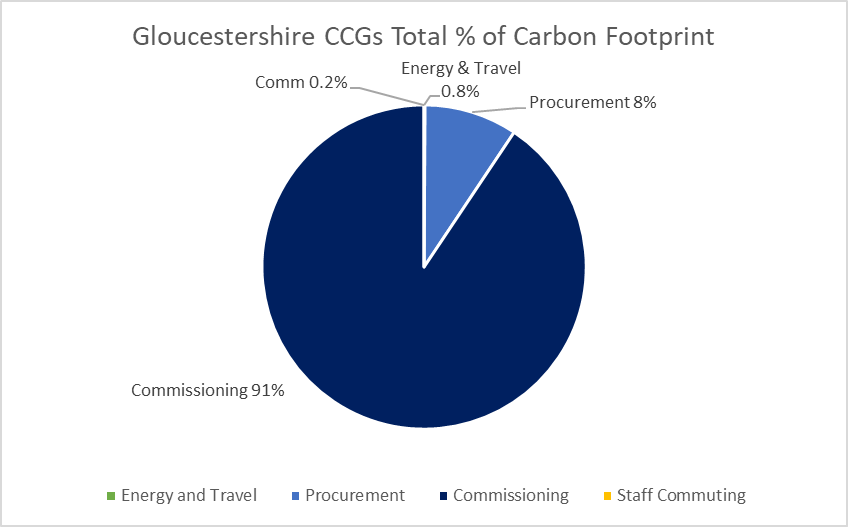 Gloucestershire CCGs Total % of Carbon Footprint
Comm 0.2%
Energy & Travel
0.8%
Procurement 8%
Commissioning 91%
Energy and Travel
Procurement
Commissioning
Staff Commuting